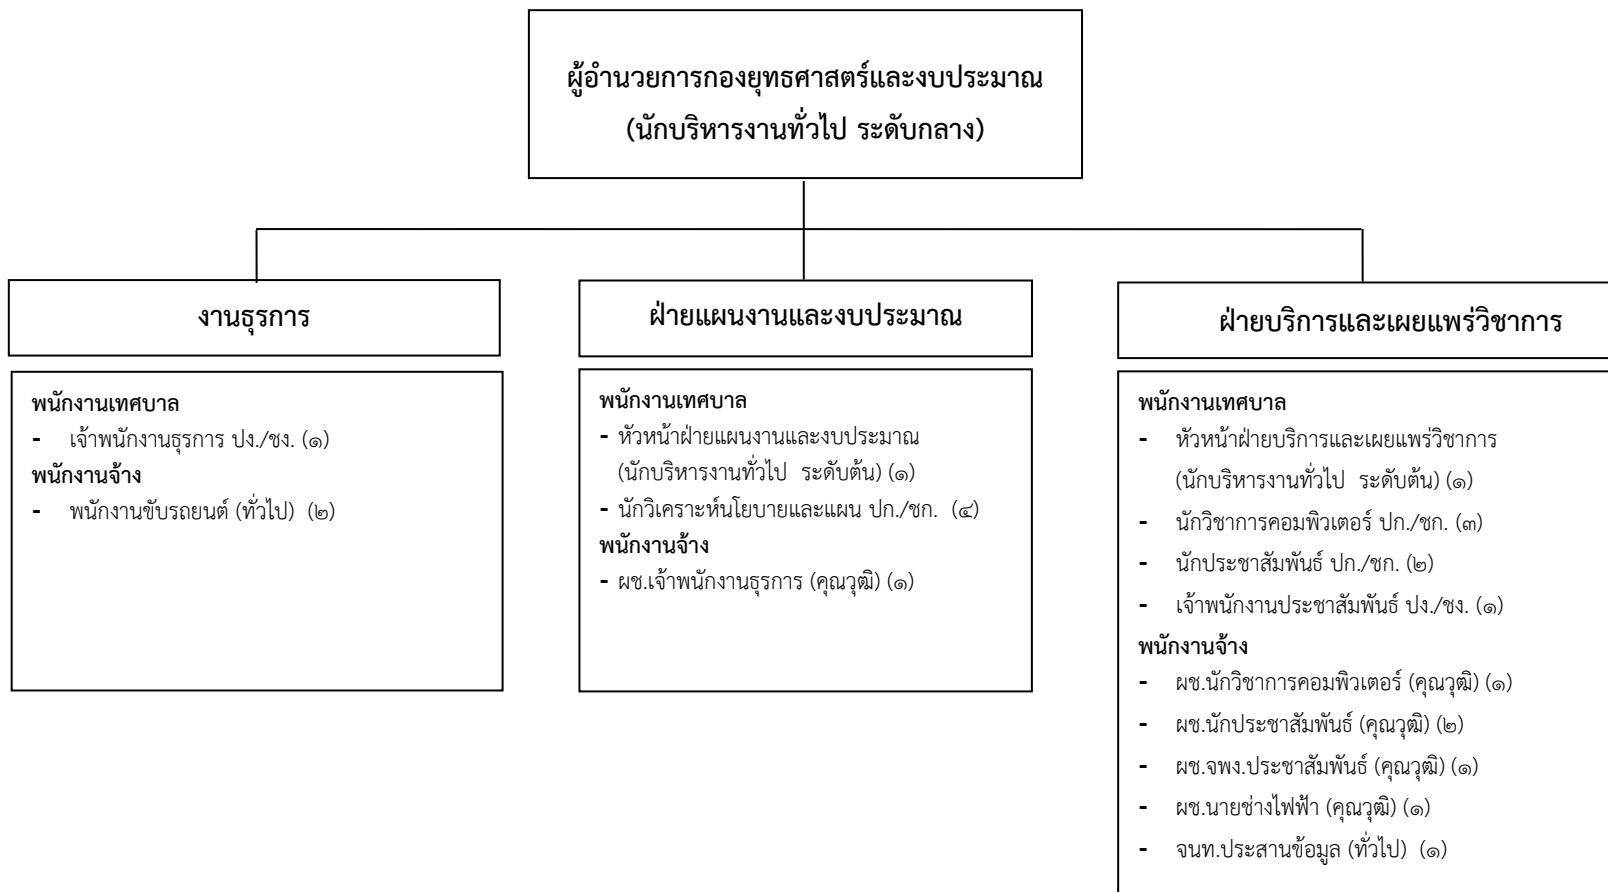 ผู้อำนวยการกองยุทธศาสตร์และงบประมาณ
(นักบริหารงานทั่วไป ระดับกลาง)
งานธุรการ
พนักงานเทศบาล
- เจ้าพนักงานธุรการ ปง./ชง. (๑)
พนักงานจ้าง
- พนักงานขับรถยนต์ (ทั่วไป) (๒)
ฝ่ายแผนงานและงบประมาณ
พนักงานเทศบาล
- หัวหน้าฝ่ายแผนงานและงบประมาณ
(นักบริหารงานทั่วไป ระดับต้น) (๑)
- นักวิเคราะห์นโยบายและแผน ปก./ชก. (๔)
พนักงานจ้าง
- ผช.เจ้าพนักงานธุรการ (คุณวุฒิ) (๑)
ฝ่ายบริการและเผยแพร่วิชาการ
พนักงานเทศบาล
- หัวหน้าฝ่ายบริการและเผยแพร่วิชาการ
(นักบริหารงานทั่วไป ระดับต้น) (๑)
- นักวิชาการคอมพิวเตอร์ ปก./ชก. (๓)
- นักประชาสัมพันธ์ ปก./ชก. (๒)
- เจ้าพนักงานประชาสัมพันธ์ ปง./ชง. (๑)
พนักงานจ้าง
- ผช.นักวิชาการคอมพิวเตอร์ (คุณวุฒิ) (๑)
- ผช.นักประชาสัมพันธ์ (คุณวุฒิ) (๒)
- ผช.จพง.ประชาสัมพันธ์ (คุณวุฒิ) (๑)
- ผช.นายช่างไฟฟ้า (คุณวุฒิ) (๑)
- จนท.ประสานข้อมูล (ทั่วไป) (๑)